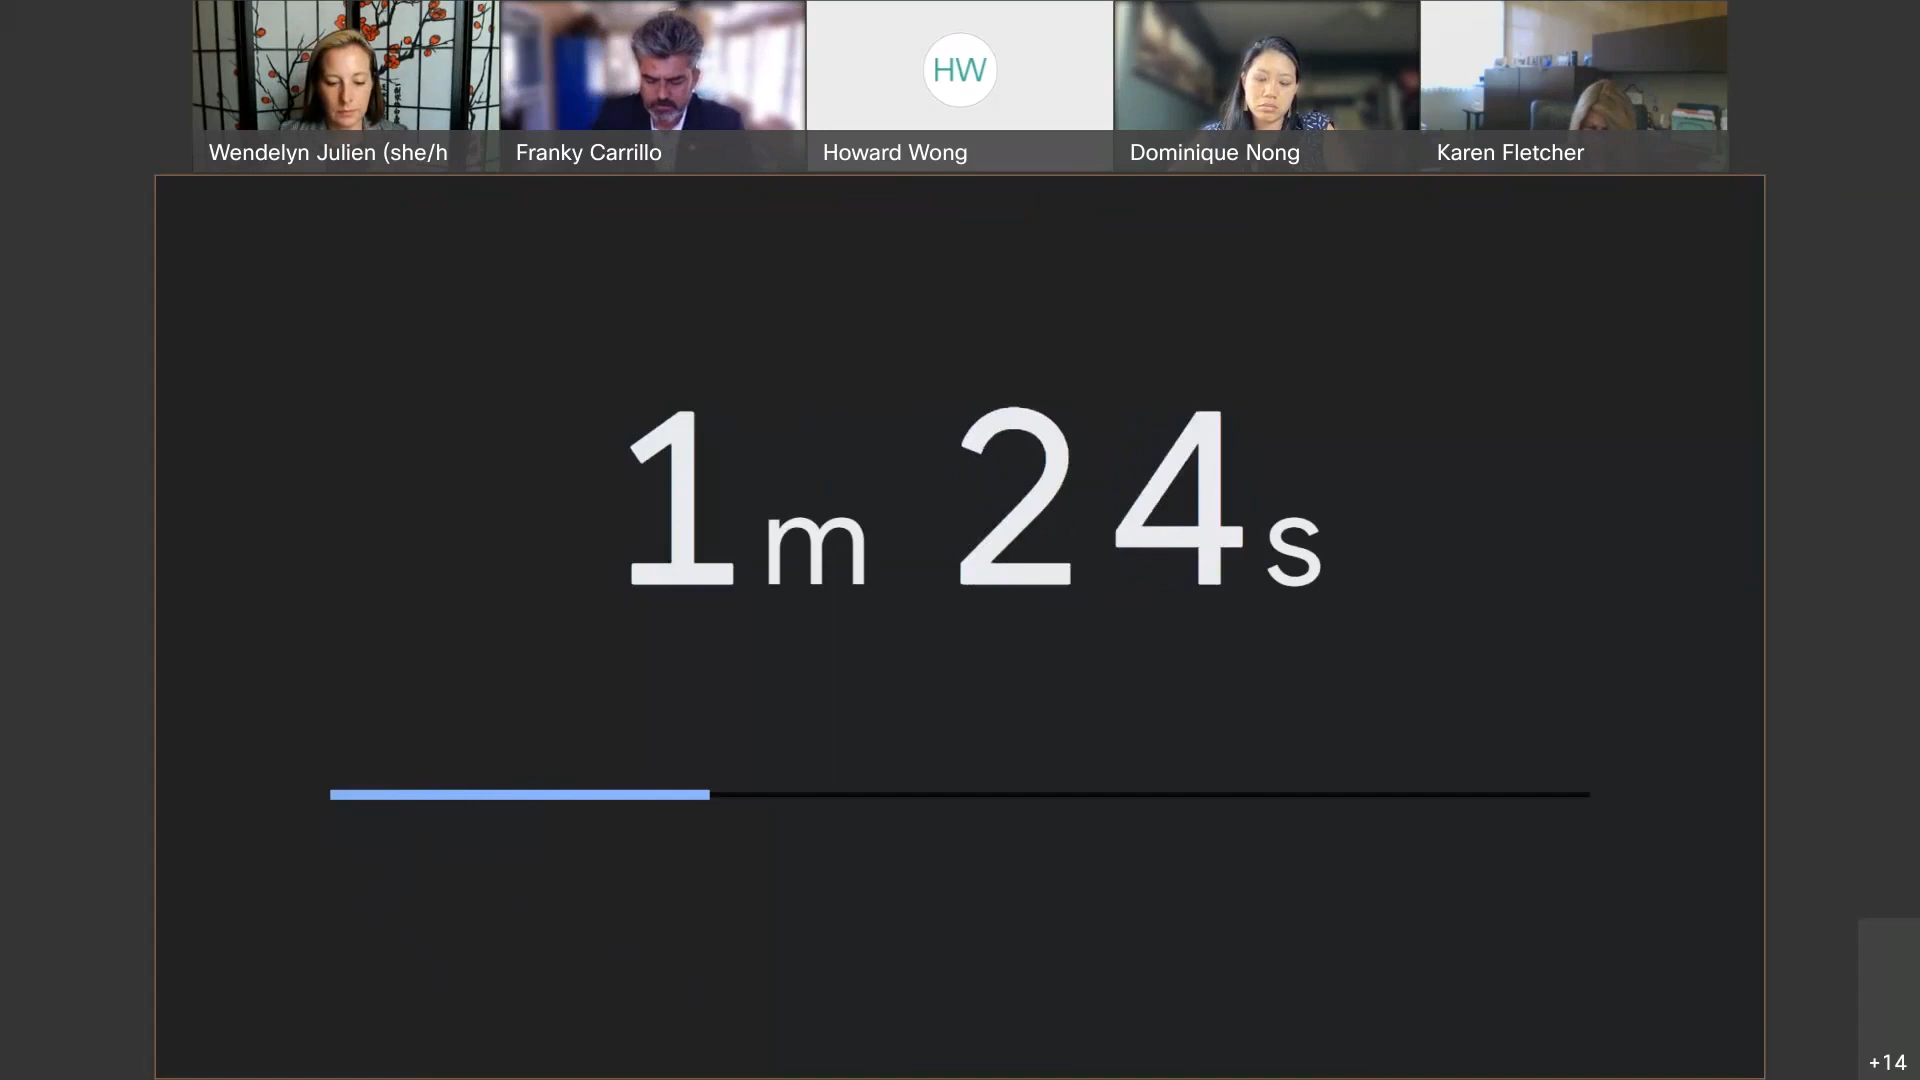 HW
Wendelyn Julien (she/h
Franky Carrillo
Howard Wong
Dominique Nong
Karen Fletcher
1m 24s
+14